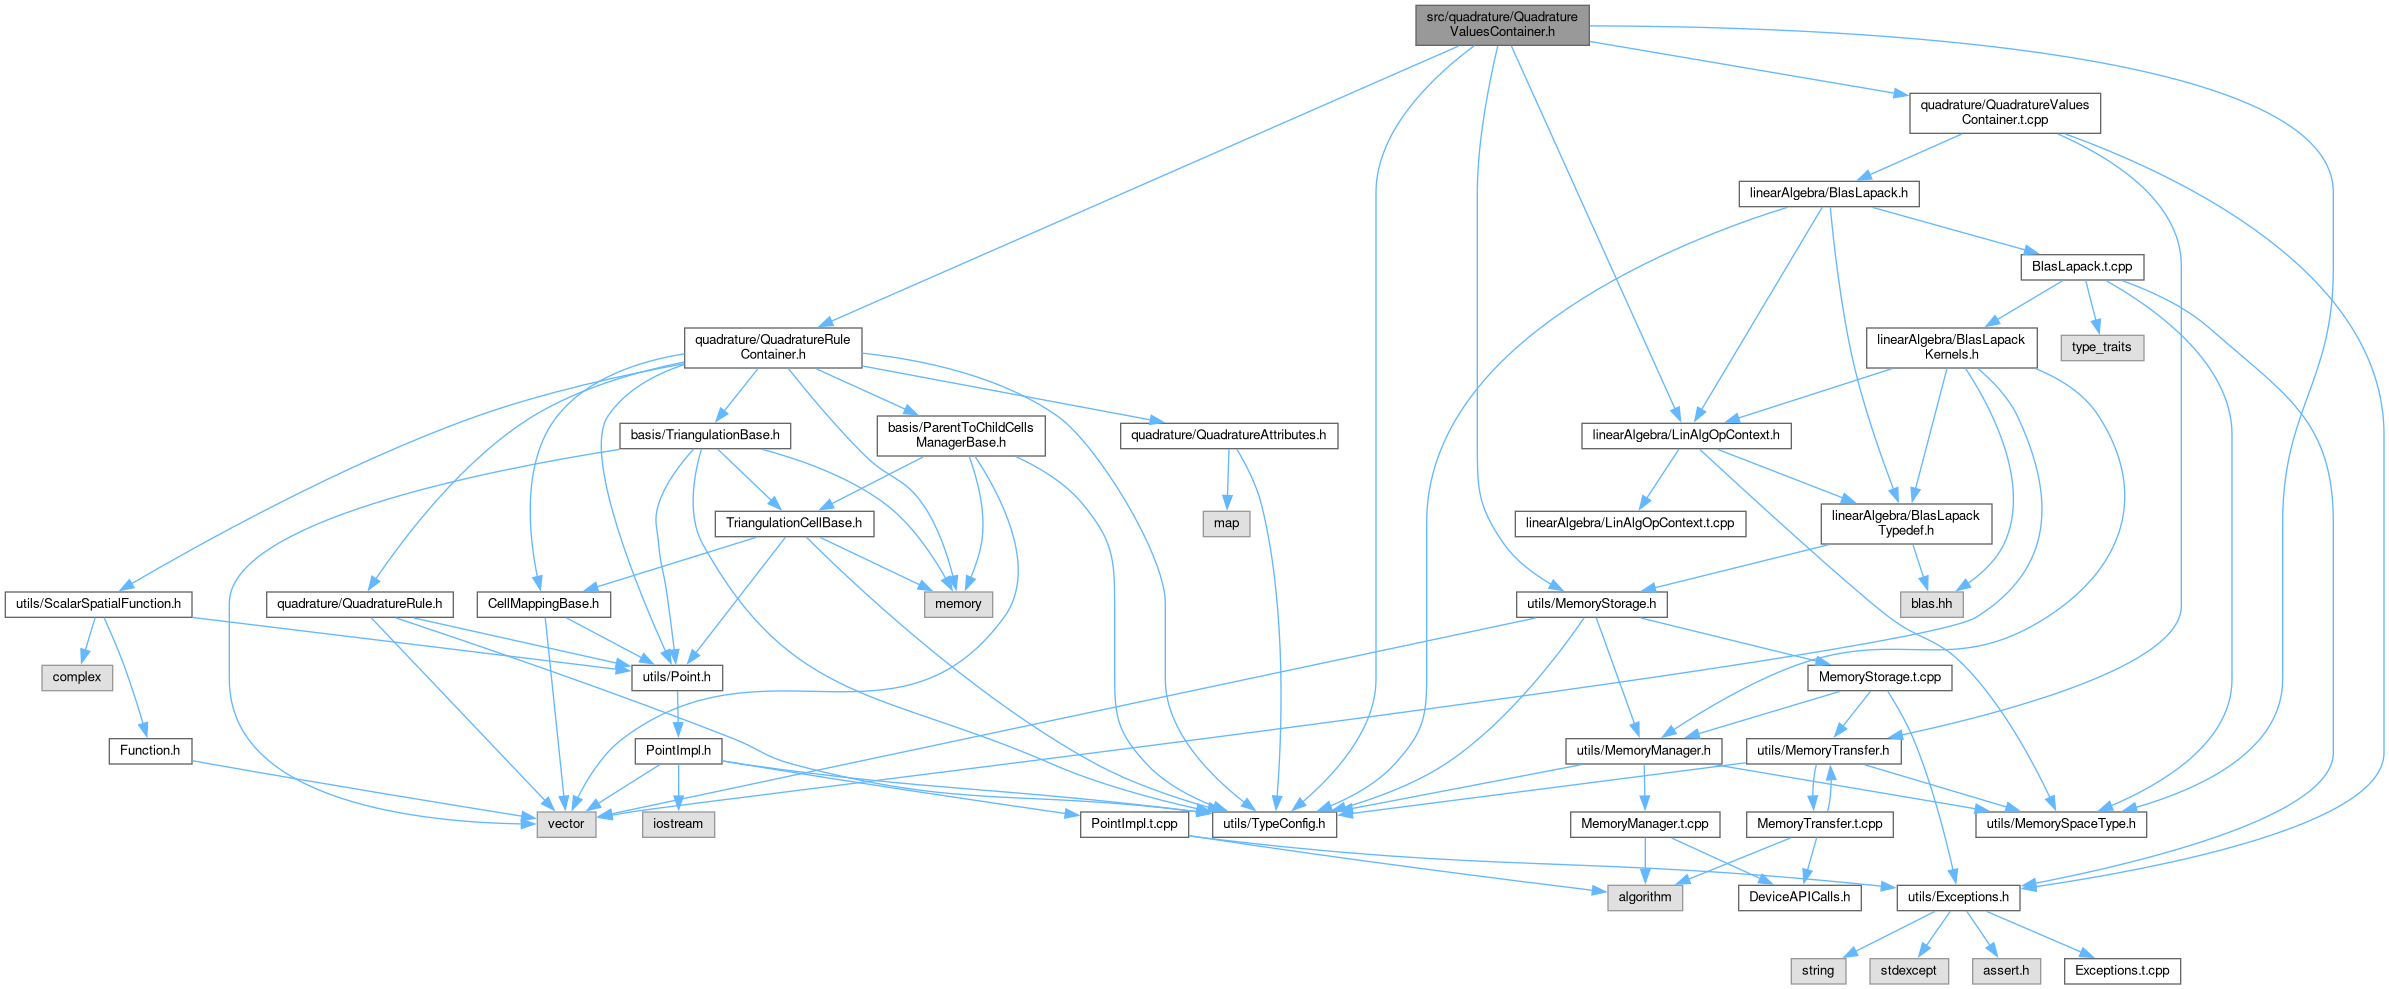 src/quadrature/Quadrature
ValuesContainer.h
quadrature/QuadratureValues
Container.t.cpp
linearAlgebra/BlasLapack.h
BlasLapack.t.cpp
quadrature/QuadratureRule
Container.h
linearAlgebra/BlasLapack
Kernels.h
type_traits
basis/TriangulationBase.h
basis/ParentToChildCells
ManagerBase.h
quadrature/QuadratureAttributes.h
linearAlgebra/LinAlgOpContext.h
TriangulationCellBase.h
map
linearAlgebra/LinAlgOpContext.t.cpp
linearAlgebra/BlasLapack
Typedef.h
utils/ScalarSpatialFunction.h
quadrature/QuadratureRule.h
CellMappingBase.h
memory
utils/MemoryStorage.h
blas.hh
complex
utils/Point.h
MemoryStorage.t.cpp
Function.h
PointImpl.h
utils/MemoryManager.h
utils/MemoryTransfer.h
vector
iostream
PointImpl.t.cpp
utils/TypeConfig.h
MemoryManager.t.cpp
MemoryTransfer.t.cpp
utils/MemorySpaceType.h
algorithm
DeviceAPICalls.h
utils/Exceptions.h
string
stdexcept
assert.h
Exceptions.t.cpp